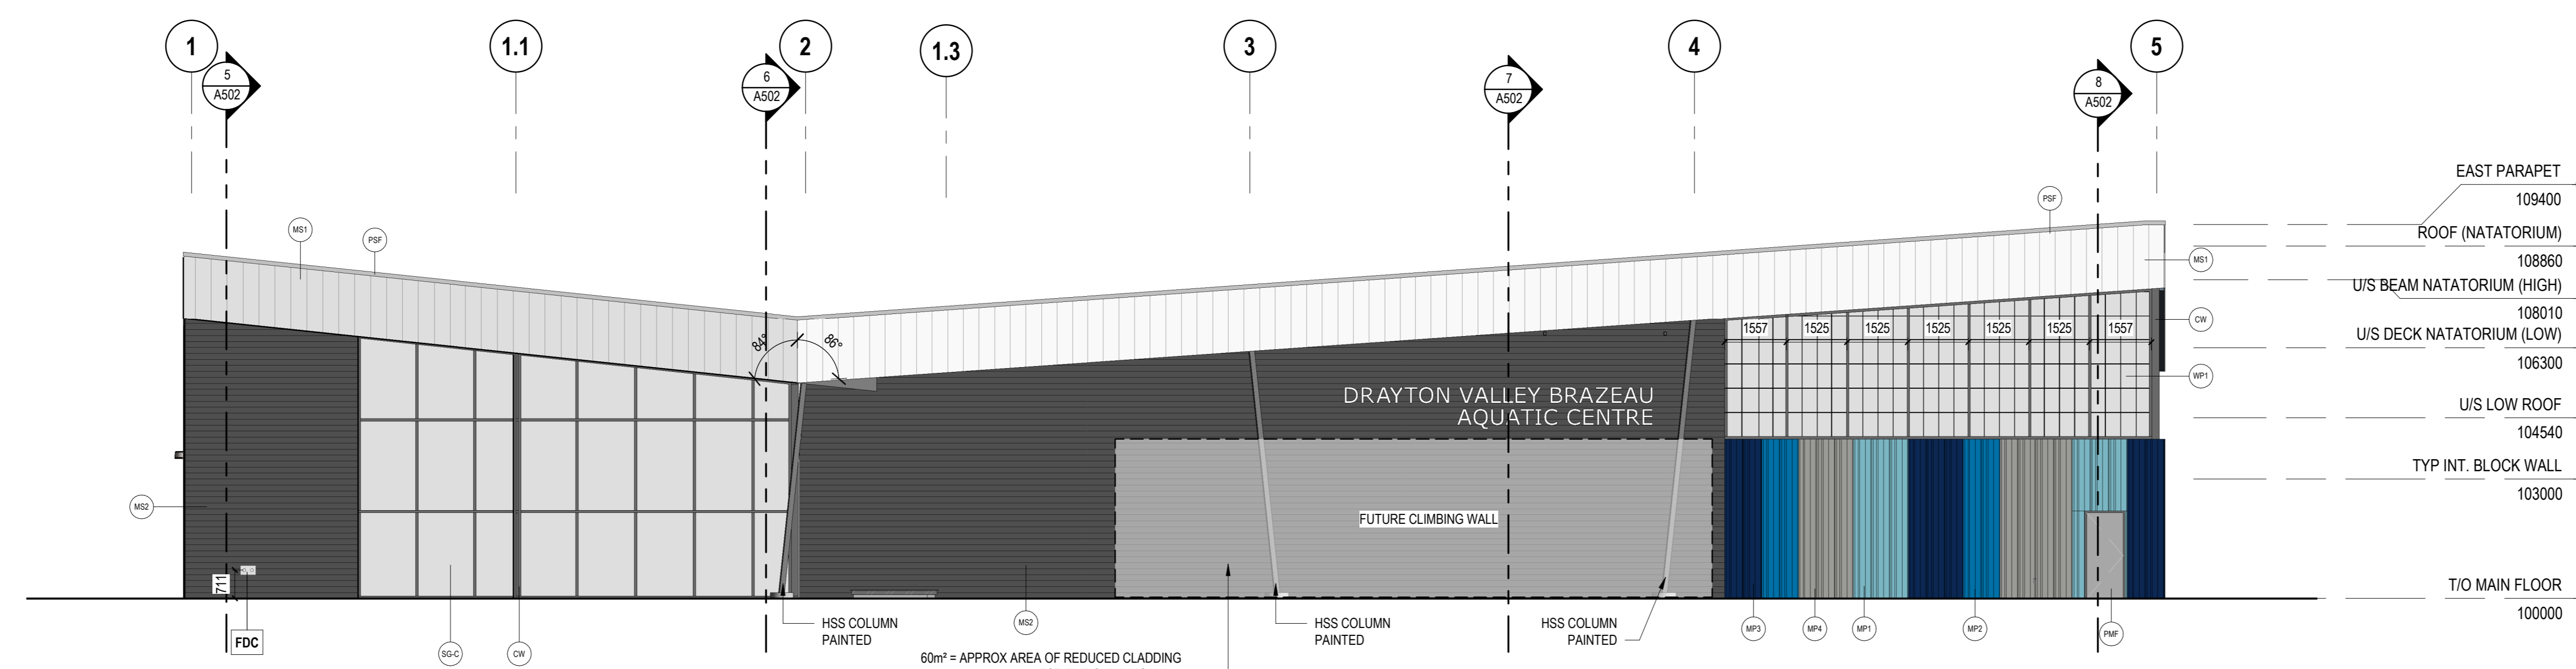 1
1.1
2
1.3
3
4
5
5
A502
6
A502
7
A502
8
A502
EAST PARAPET
109400
ROOF (NATATORIUM)
108860
U/S BEAM NATATORIUM (HIGH)
108010
U/S DECK NATATORIUM (LOW)
106300
U/S LOW ROOF
104540
TYP INT. BLOCK WALL
103000
T/O MAIN FLOOR
100000
MS1
PSF
PSF
MS1
CW
WP1
84°
86°
1557
1525
1525
1525
1525
1525
1557
DRAYTON VALLEY BRAZEAU
AQUATIC CENTRE
MS2
FUTURE CLIMBING WALL
711
FDC
SG-C
CW
HSS COLUMN
PAINTED
MS2
HSS COLUMN
PAINTED
HSS COLUMN
PAINTED
MP3
MP4
MP1
MP2
PMF
60m² = APPROX AREA OF REDUCED CLADDING